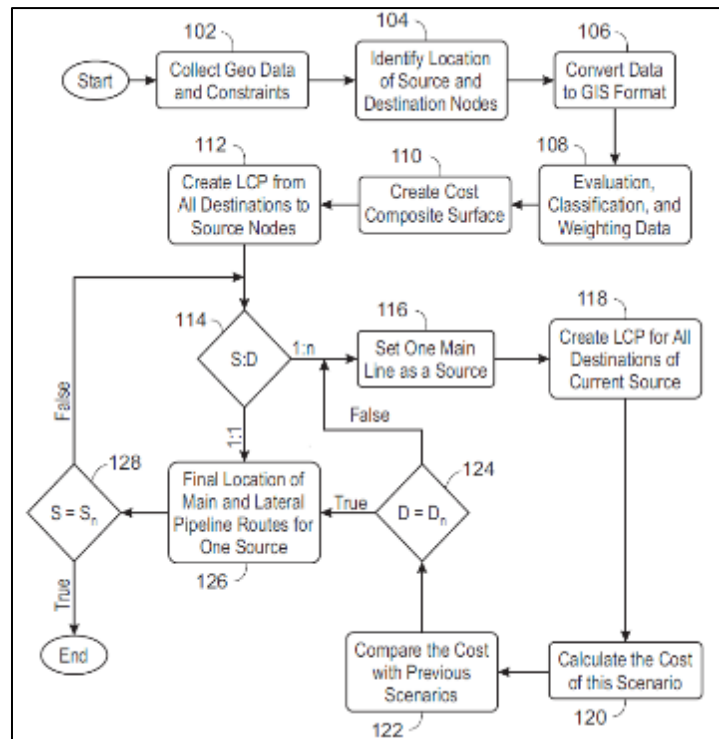 102
104
106
Start
Collect Geo Data
and Constraints
Identify Location
of Source and
Destination Nodes
Convert Data
to GIS Format
112
110
108
Create LCP from
All Destinations to
Source Nodes
Create Cost
Composite Surface
Evaluation,
Classification, and
Weighting Data
114
S:D
1:n
116
Set One Main
Line as a Source
118
Create LCP for All
Destinations of
Current Source
False
1:1
False
128
S = Sn
Final Location of
Main and Lateral
Pipeline Routes for
One Source
126
True
124
D = Dn
True
End
Compare the Cost
with Previous
Scenarios
122
Calculate the Cost
of this Scenario
120